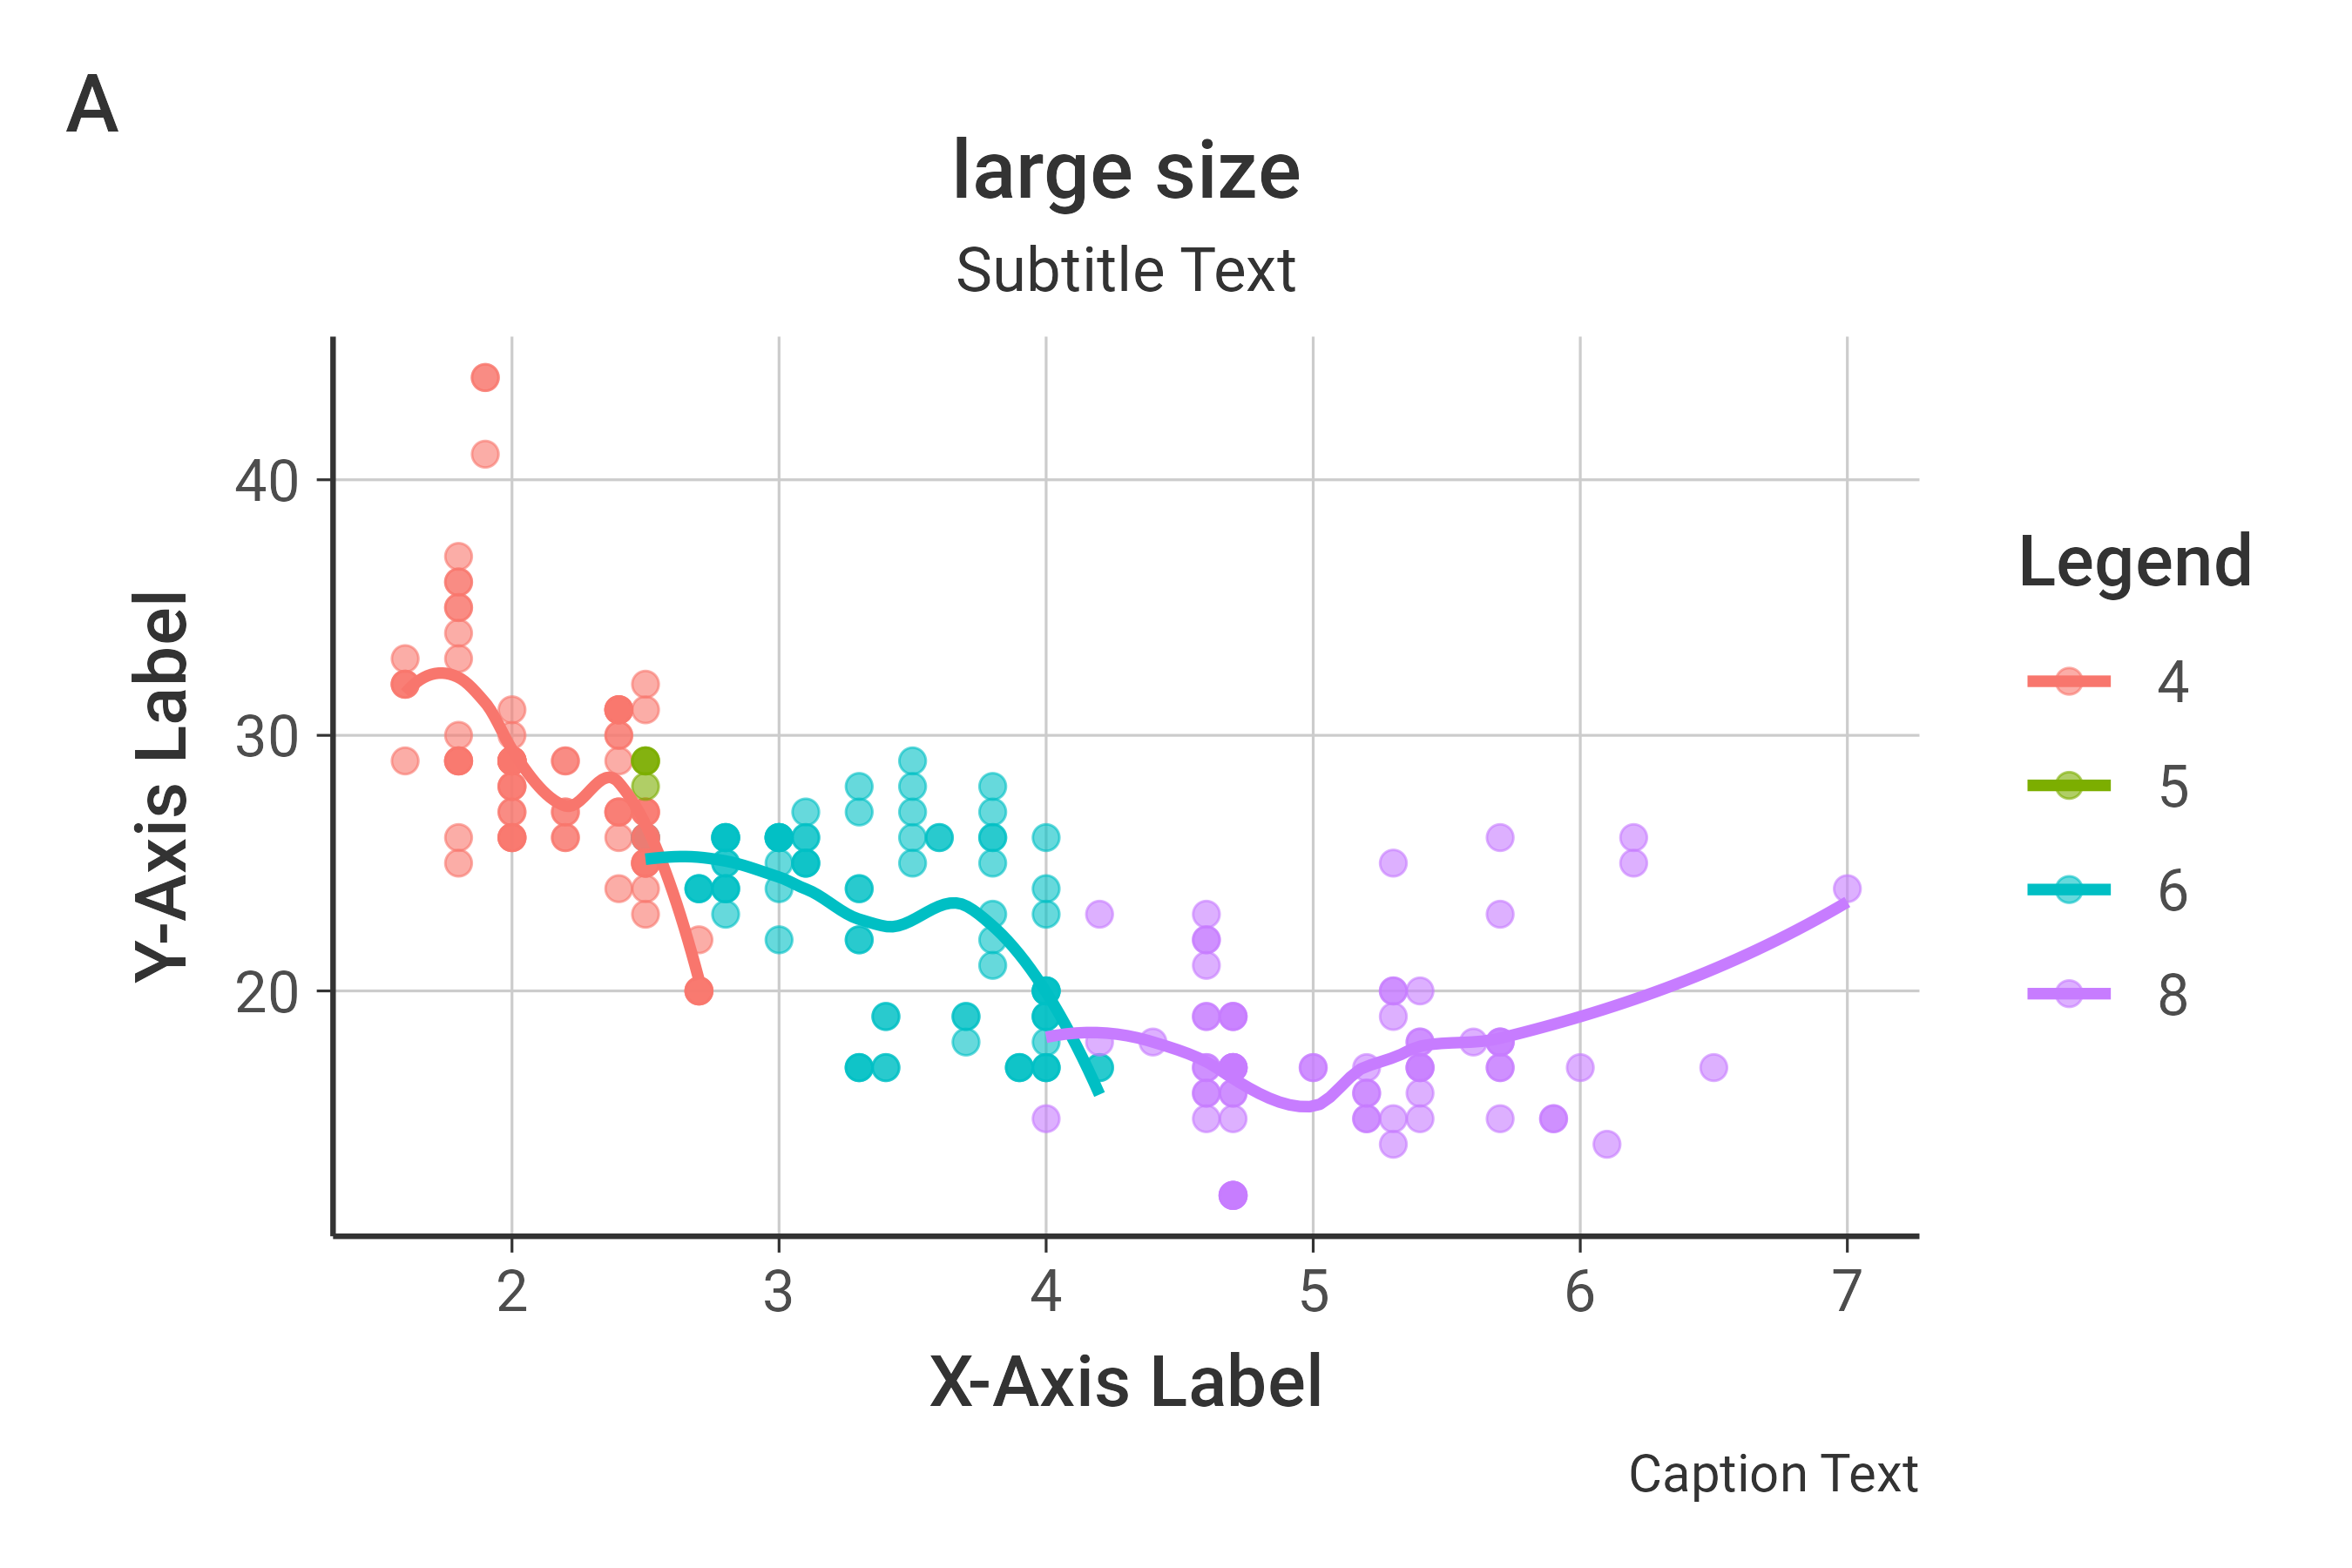 A
large size
Subtitle Text
Y-Axis Label
40
30
20
2 3 4 5 6 7
X-Axis Label
Legend
4
5
6
8
Caption Text